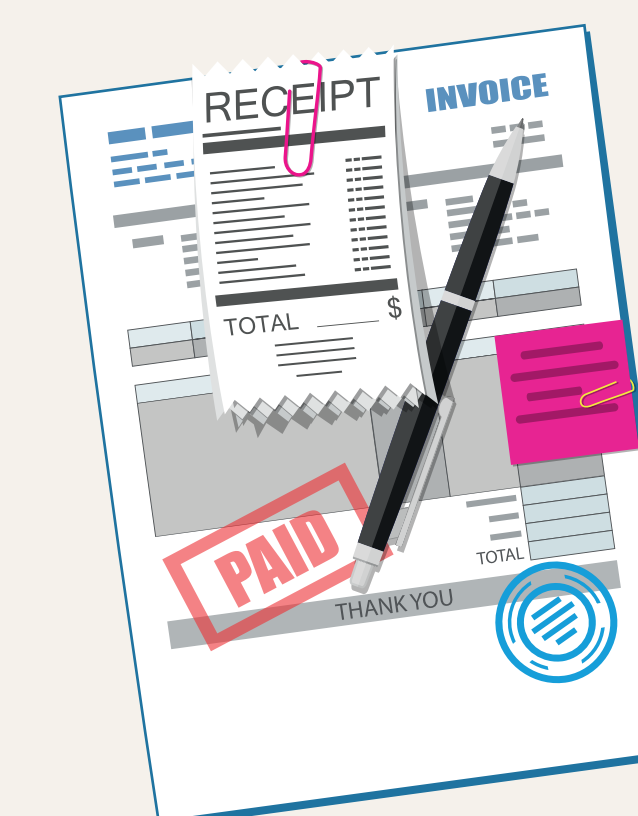 RECEIPT
INVOICE
TOTAL $
PAID
TOTAL
THANK YOU